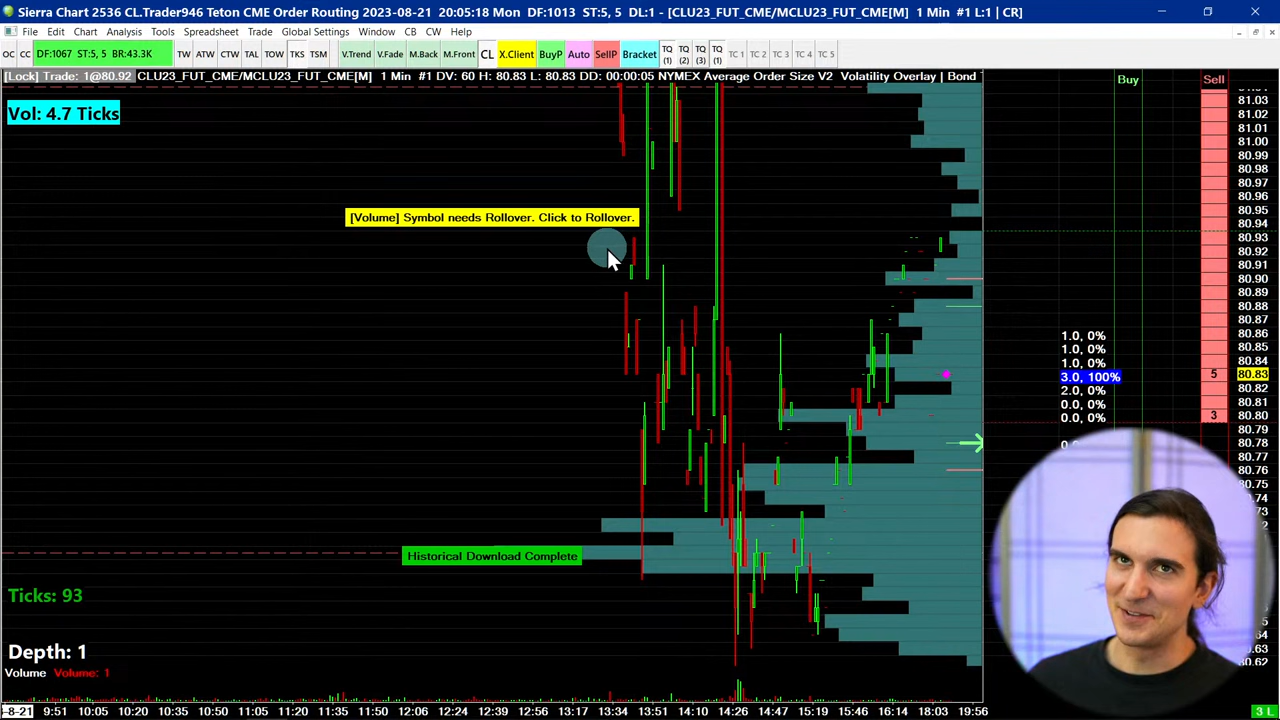 Sierra Chart 2536 CL.Trader946 Teton CME Order Routing 2023-08-21 20:05:18 Mon DF:1013 ST:5, 5 DL:1 - [CLU23_FUT_CME/MCLU23_FUT_CME[M] 1 Min #1 L:1 | CR]
File Edit Chart Analysis Tools Spreadsheet Trade Global Settings Window CB CW Help
OC CC DF:1067 ST:5, 5 BR:43.3K TW ATW CTW TAL TOW TKS TSM V.Trend V.Fade M.Back M.Front CL X.Client BuyP Auto SellP Bracket TQ (1) TQ (2) TQ (3) TQ (1) TC 1 TC 2 TC 3 TC 4 TC 5
[Lock] Trade: 1@80.92 CLU23_FUT_CME/MCLU23_FUT_CME[M] 1 Min #1 DV: 60 H: 80.83 L: 80.83 DD: 00:00:05 NYMEX Average Order Size V2 Volatility Overlay | Bond
Buy Sell
Vol: 4.7 Ticks
81.03
81.02
81.01
81.00
80.99
80.98
80.97
80.96
80.95
80.94
[Volume] Symbol needs Rollover. Click to Rollover.
80.93
80.92
80.91
80.90
80.89
80.88
80.87
1.0, 0% 80.86
1.0, 0% 80.85
1.0, 0% 80.84
3.0, 100% 5 80.83
2.0, 0% 80.82
0.0, 0% 80.81
0.0, 0% 3 80.80
80.79
80.78
80.76
80.75
Historical Download Complete
Ticks: 93
Depth: 1
80.62
Volume Volume: 1
-8-21 9:51 10:05 10:20 10:35 10:50 11:05 11:20 11:35 12:06 12:24 12:39 12:56 13:34 13:51 14:10 14:26 14:47 15:07 15:25 15:46 16:08 18:03 19:56
3 L